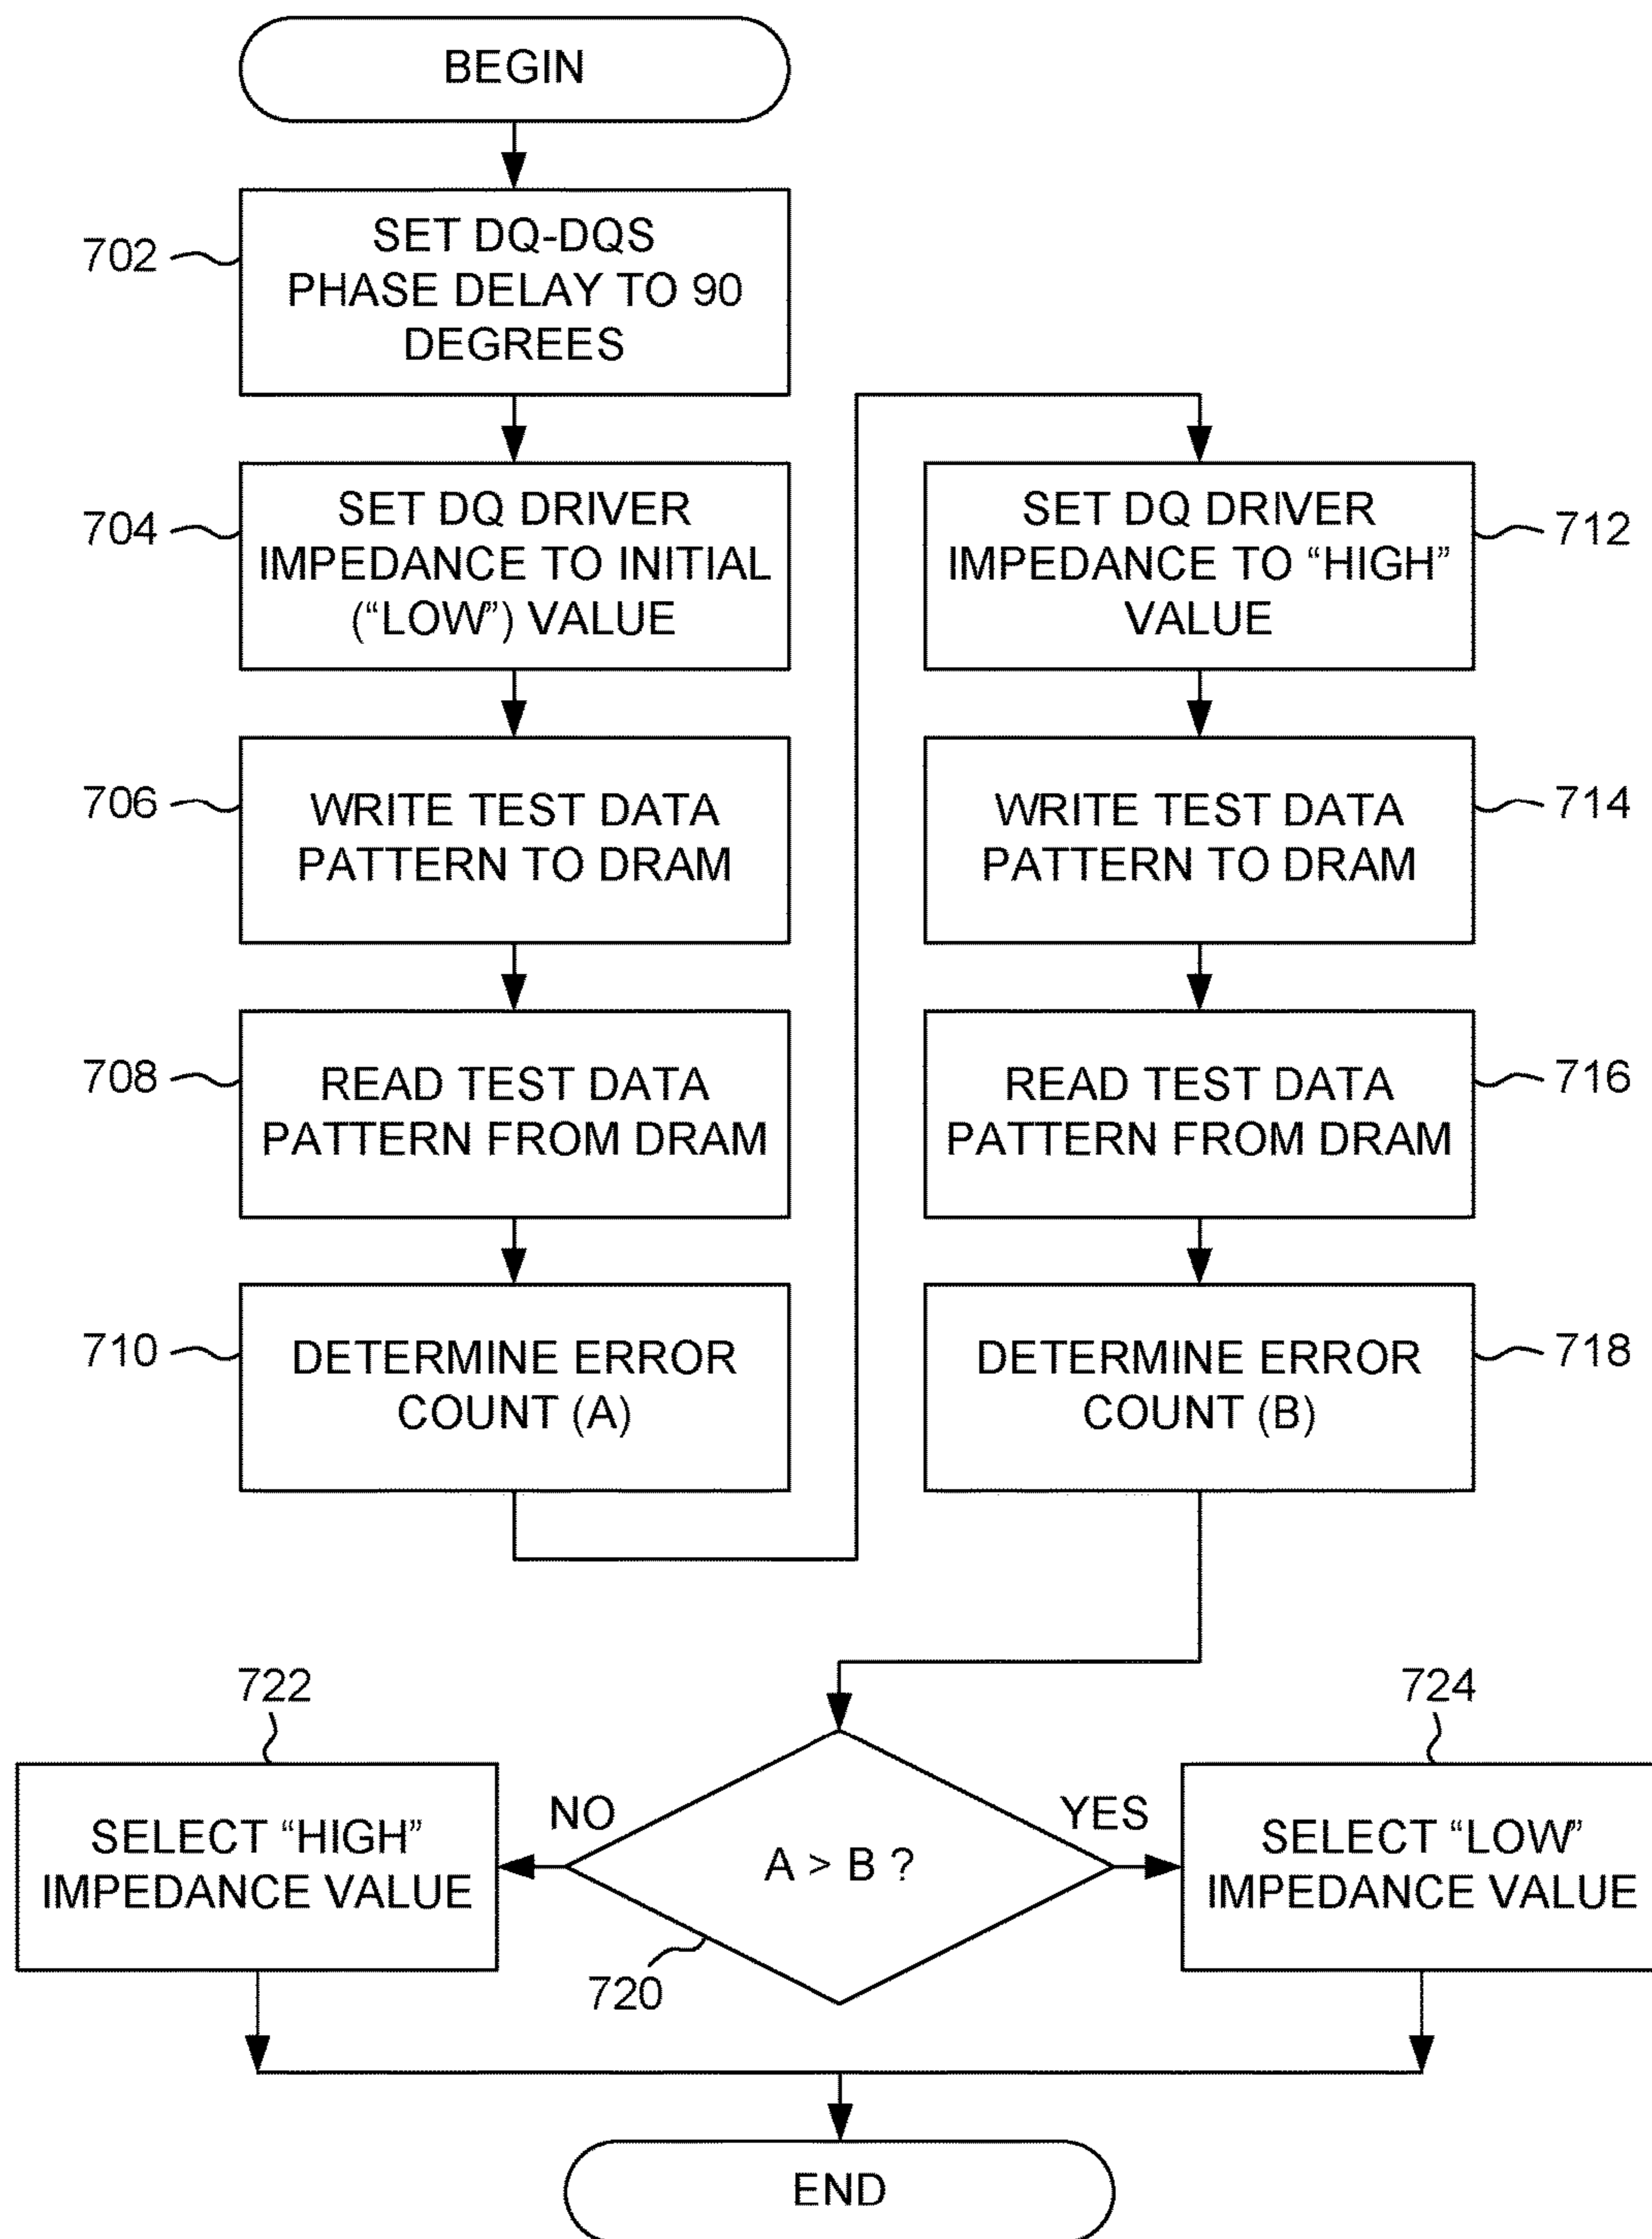 BEGIN
702
SET DQ-DQS
PHASE DELAY TO 90
DEGREES
704
SET DQ DRIVER
IMPEDANCE TO INITIAL
(“LOW”) VALUE
706
WRITE TEST DATA
PATTERN TO DRAM
708
READ TEST DATA
PATTERN FROM DRAM
710
DETERMINE ERROR
COUNT (A)
SET DQ DRIVER
IMPEDANCE TO “HIGH”
VALUE
712
WRITE TEST DATA
PATTERN TO DRAM
714
READ TEST DATA
PATTERN FROM DRAM
716
DETERMINE ERROR
COUNT (B)
718
722
SELECT “HIGH”
IMPEDANCE VALUE
NO
A > B ?
720
YES
724
SELECT “LOW”
IMPEDANCE VALUE
END